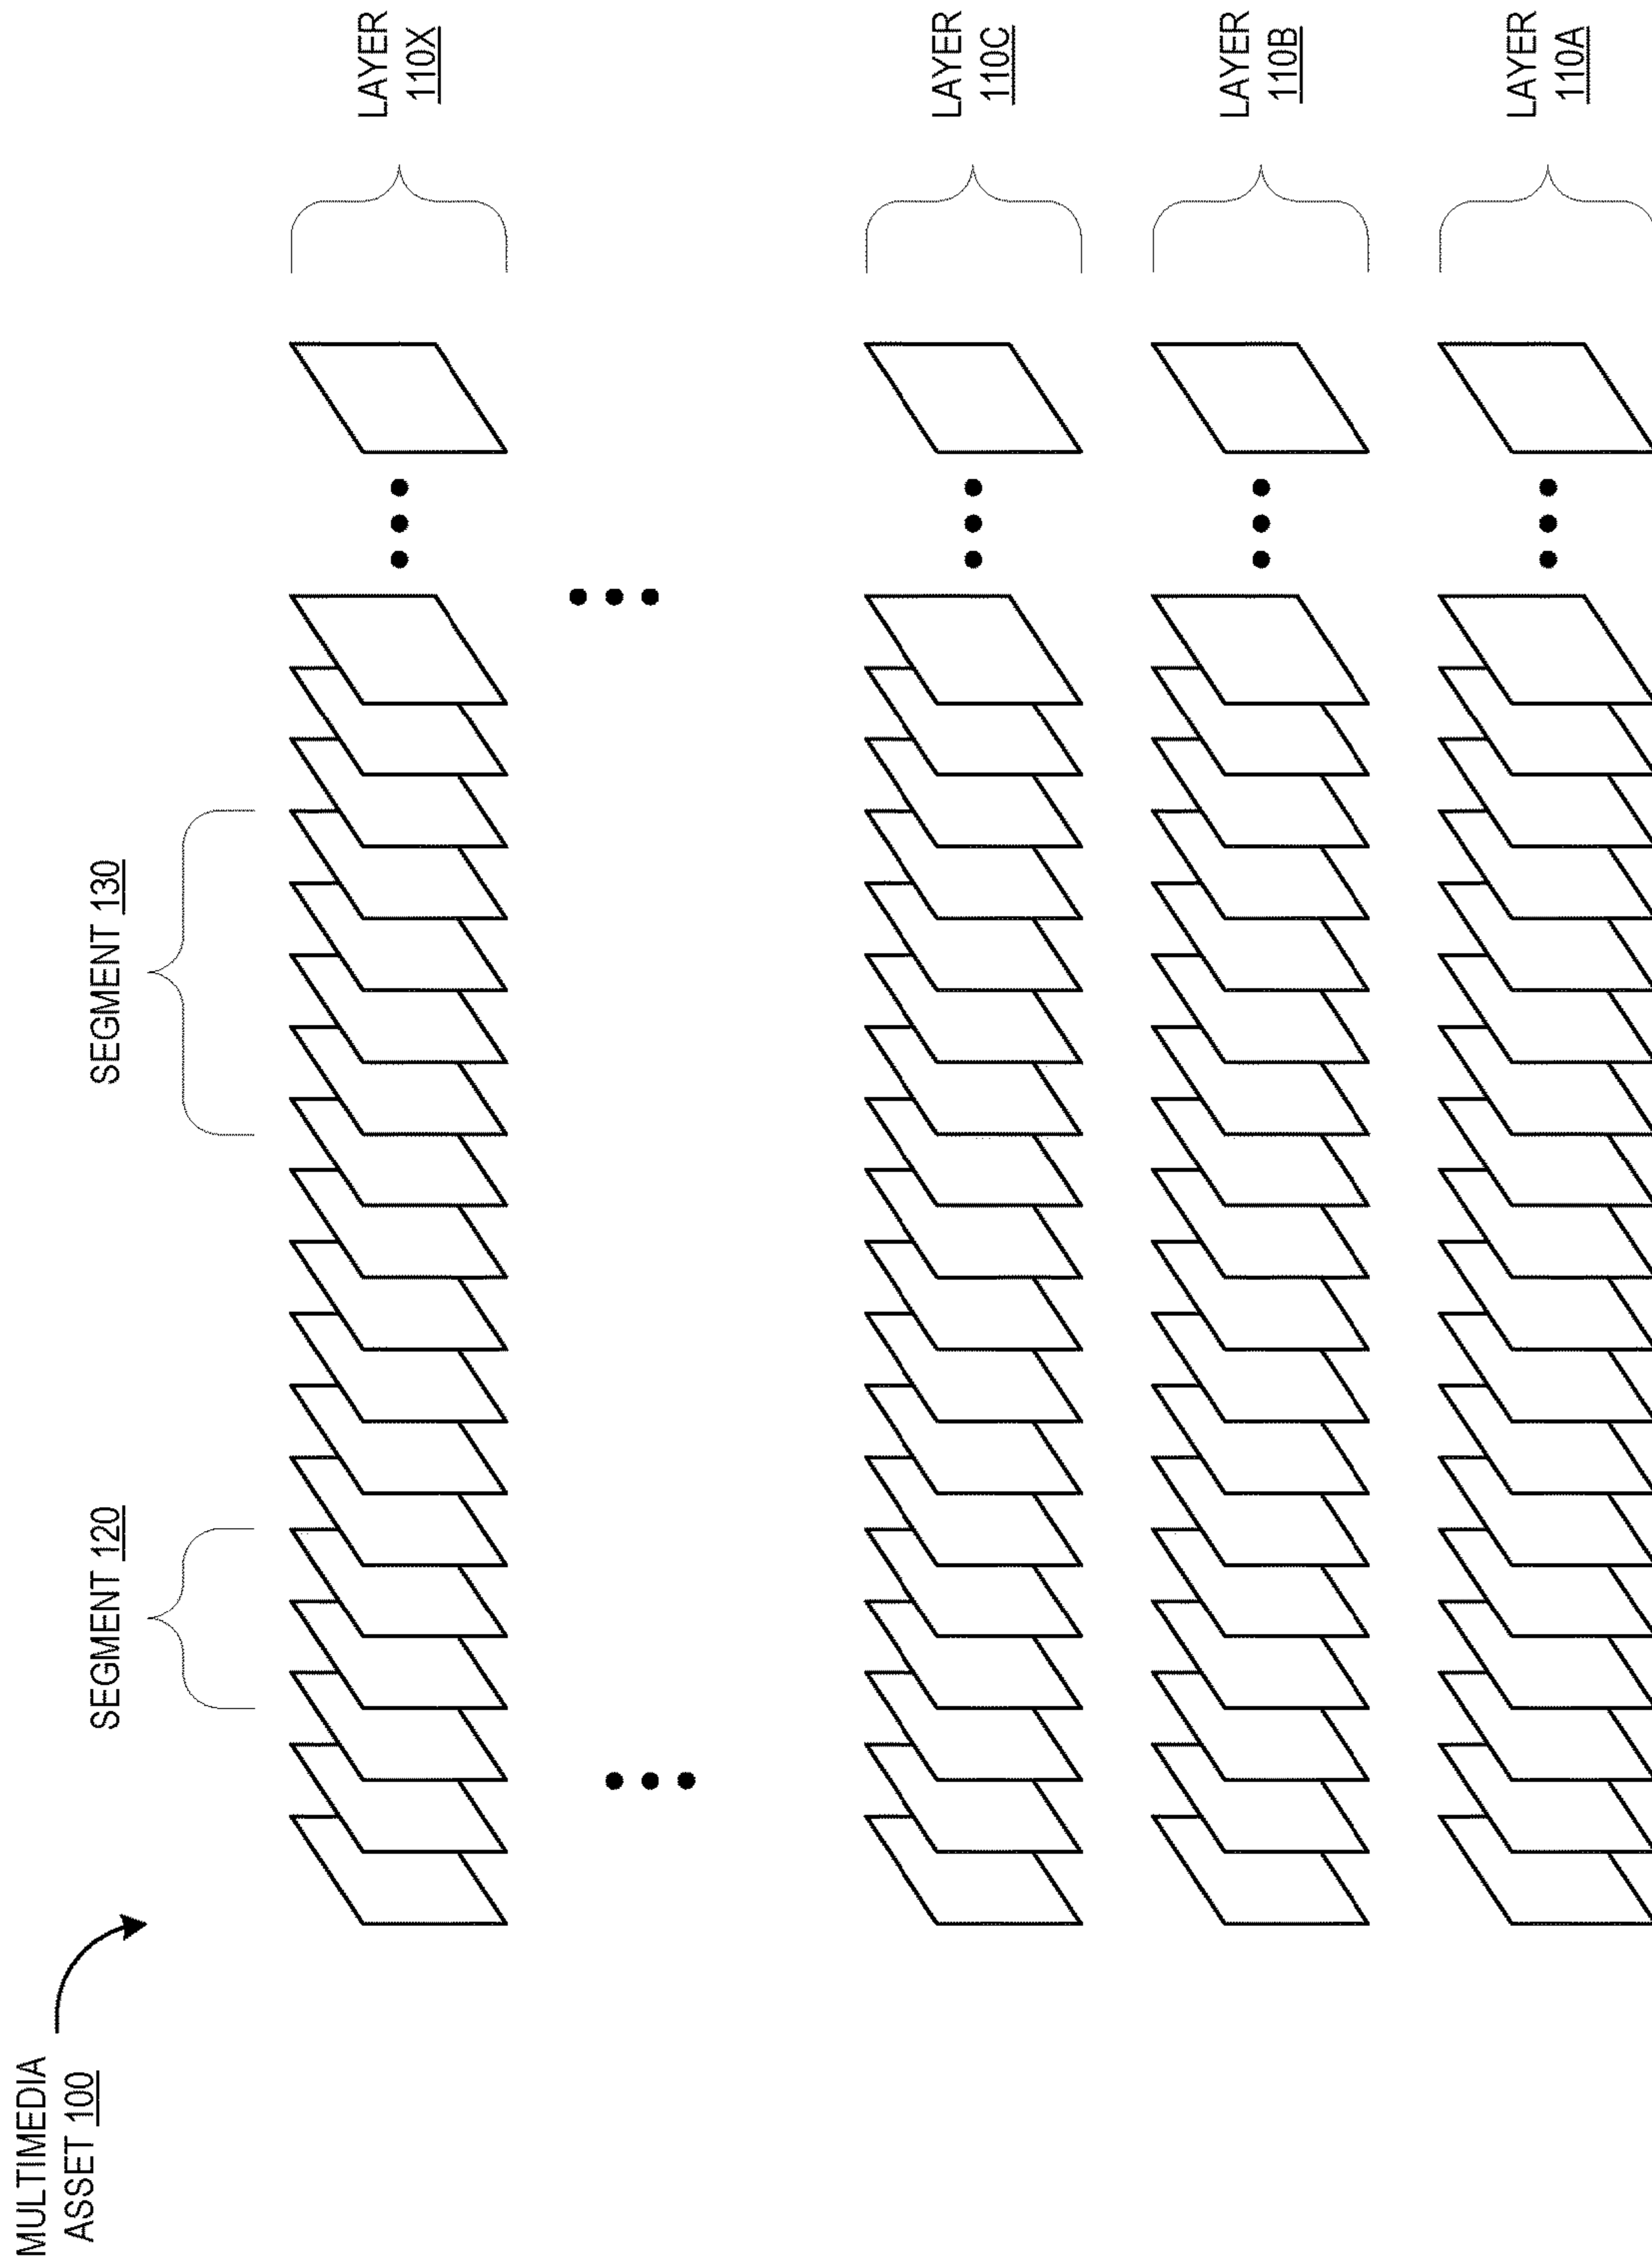 MULTIMEDIA
ASSET 100
SEGMENT 120
SEGMENT 130
LAYER
110X
LAYER
110C
LAYER
110B
LAYER
110A